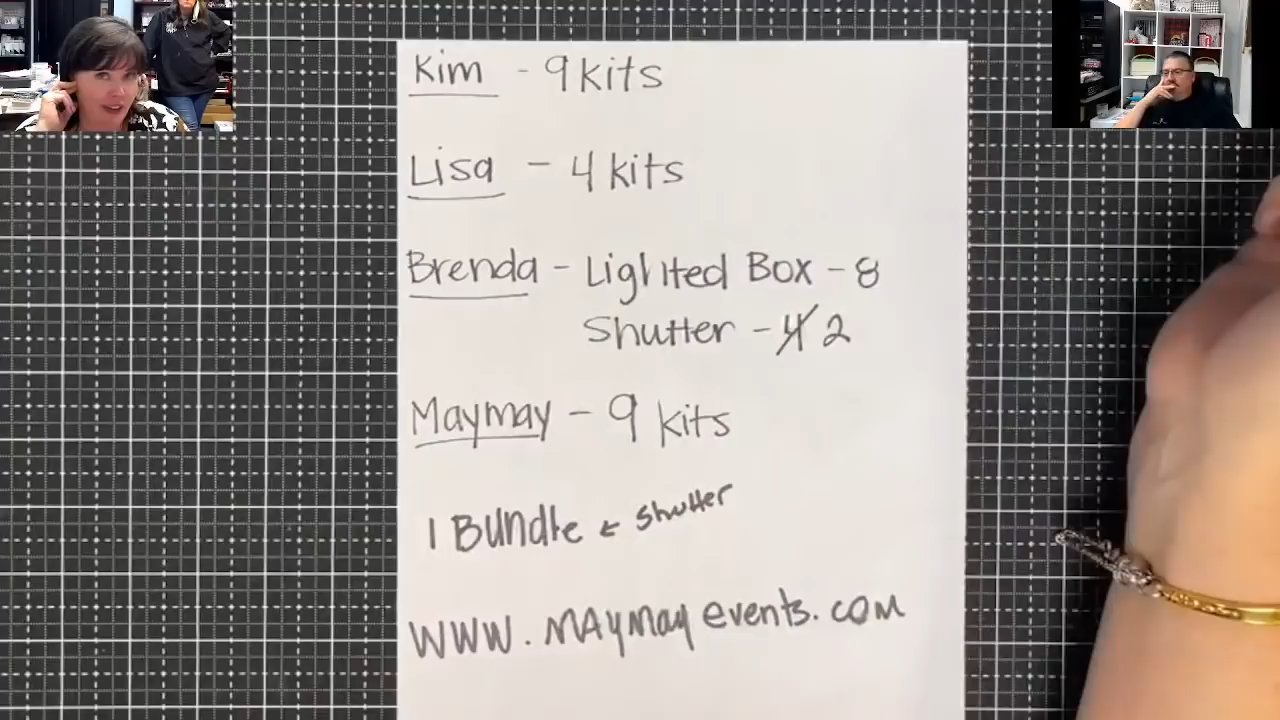 Kim - 9 kits
Lisa - 4 kits
Brenda - Lighted Box - 8
Shutter - 4 2
Maymay - 9 kits
1 Bundle ← Shutter
www.maymayevents.com